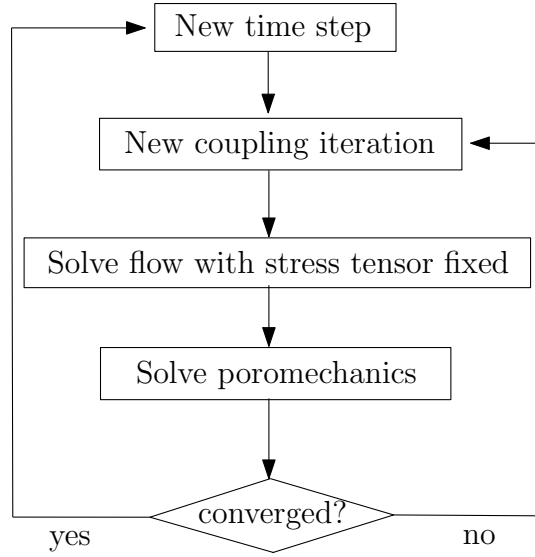 New time step
New coupling iteration
Solve flow with stress tensor fixed
Solve poromechanics
converged?
yes
no